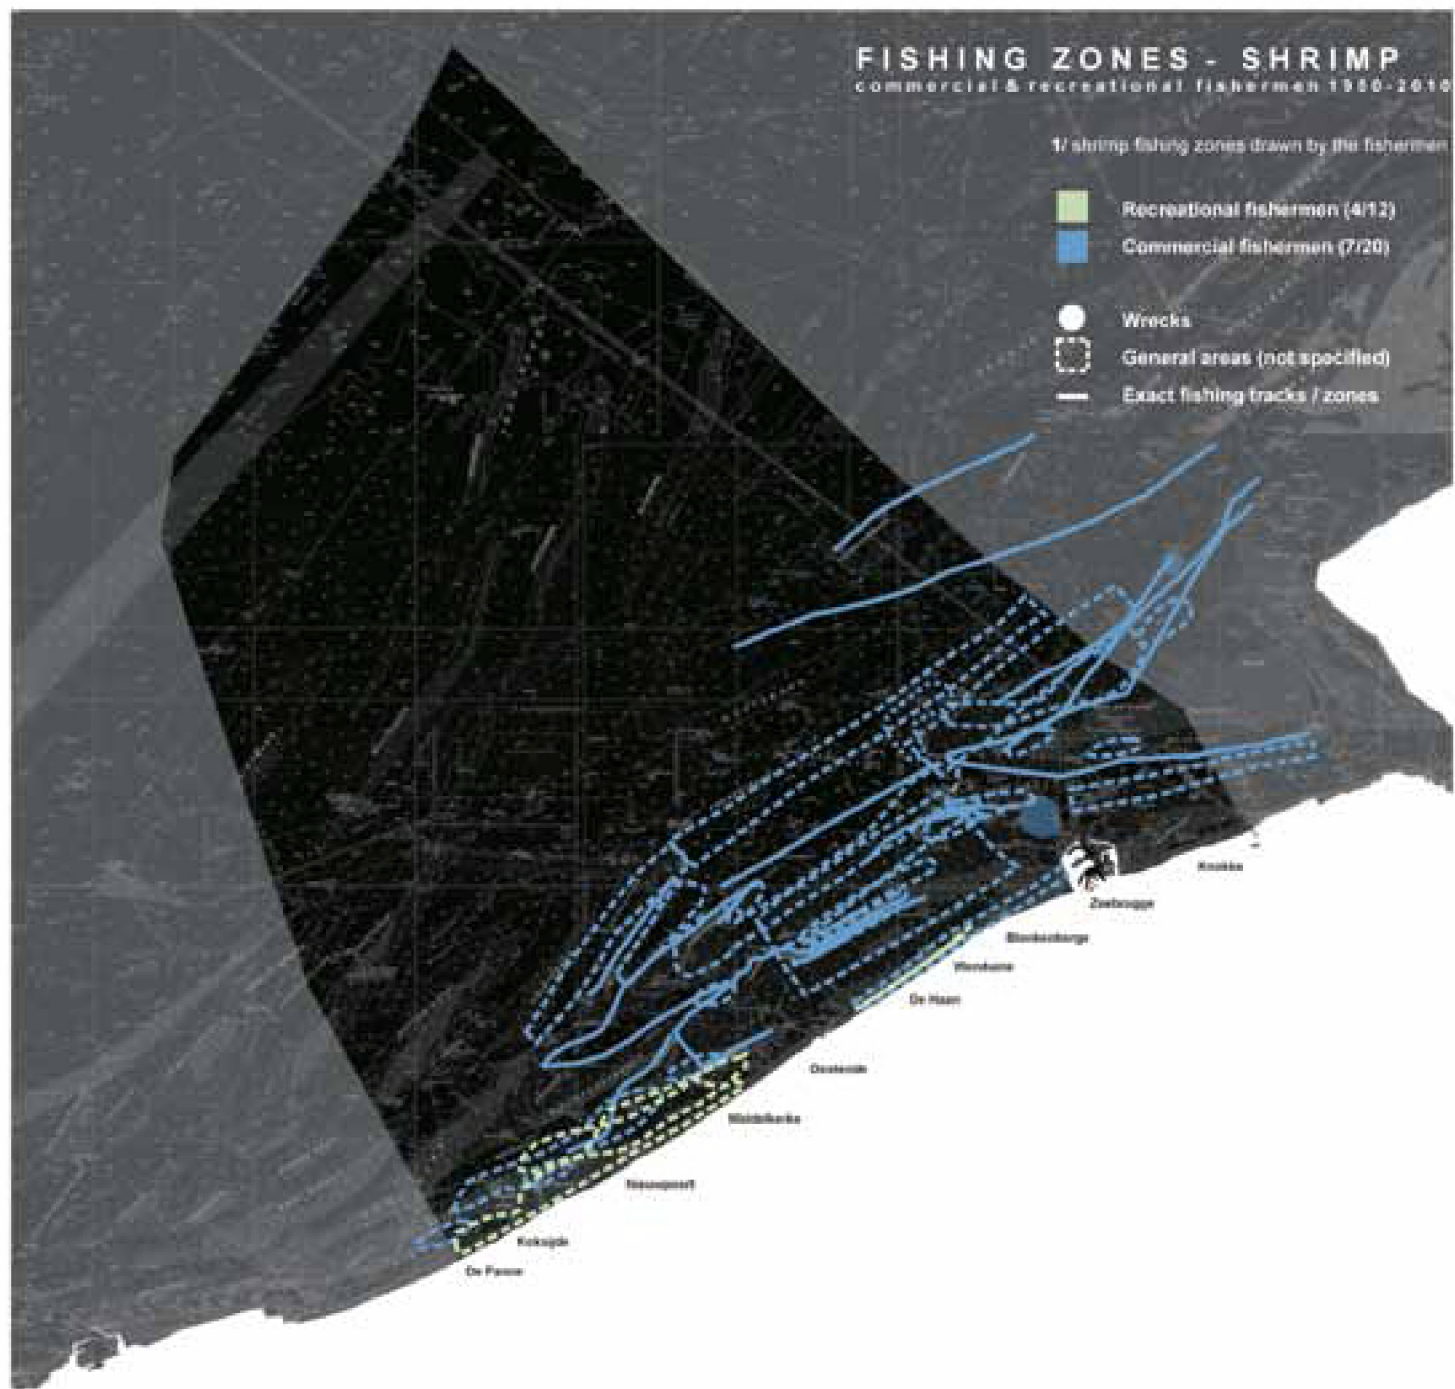 FISHING ZONES - SHRIMP
commercial & recreational fishermen 1950-2010
1/ shrimp fishing zones drawn by the fishermen
Recreational fishermen (4/12)
Commercial fishermen (7/20)
Wrecks
General areas (not specified)
Exact fishing tracks / zones
Knokke
Zeebrugge
Blankenberge
Wenduine
De Haan
Oostende
Middelkerke
Nieuwpoort
Koksijde
De Panne